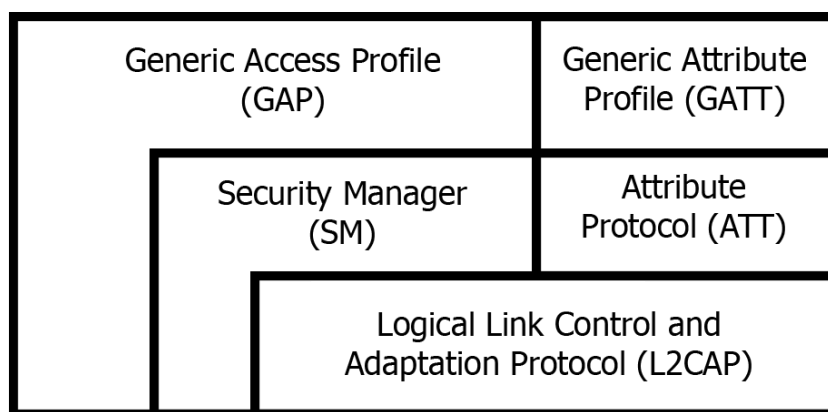 Generic Access Profile
(GAP)
Generic Attribute
Profile (GATT)
Security Manager
(SM)
Attribute
Protocol (ATT)
Logical Link Control and
Adaptation Protocol (L2CAP)